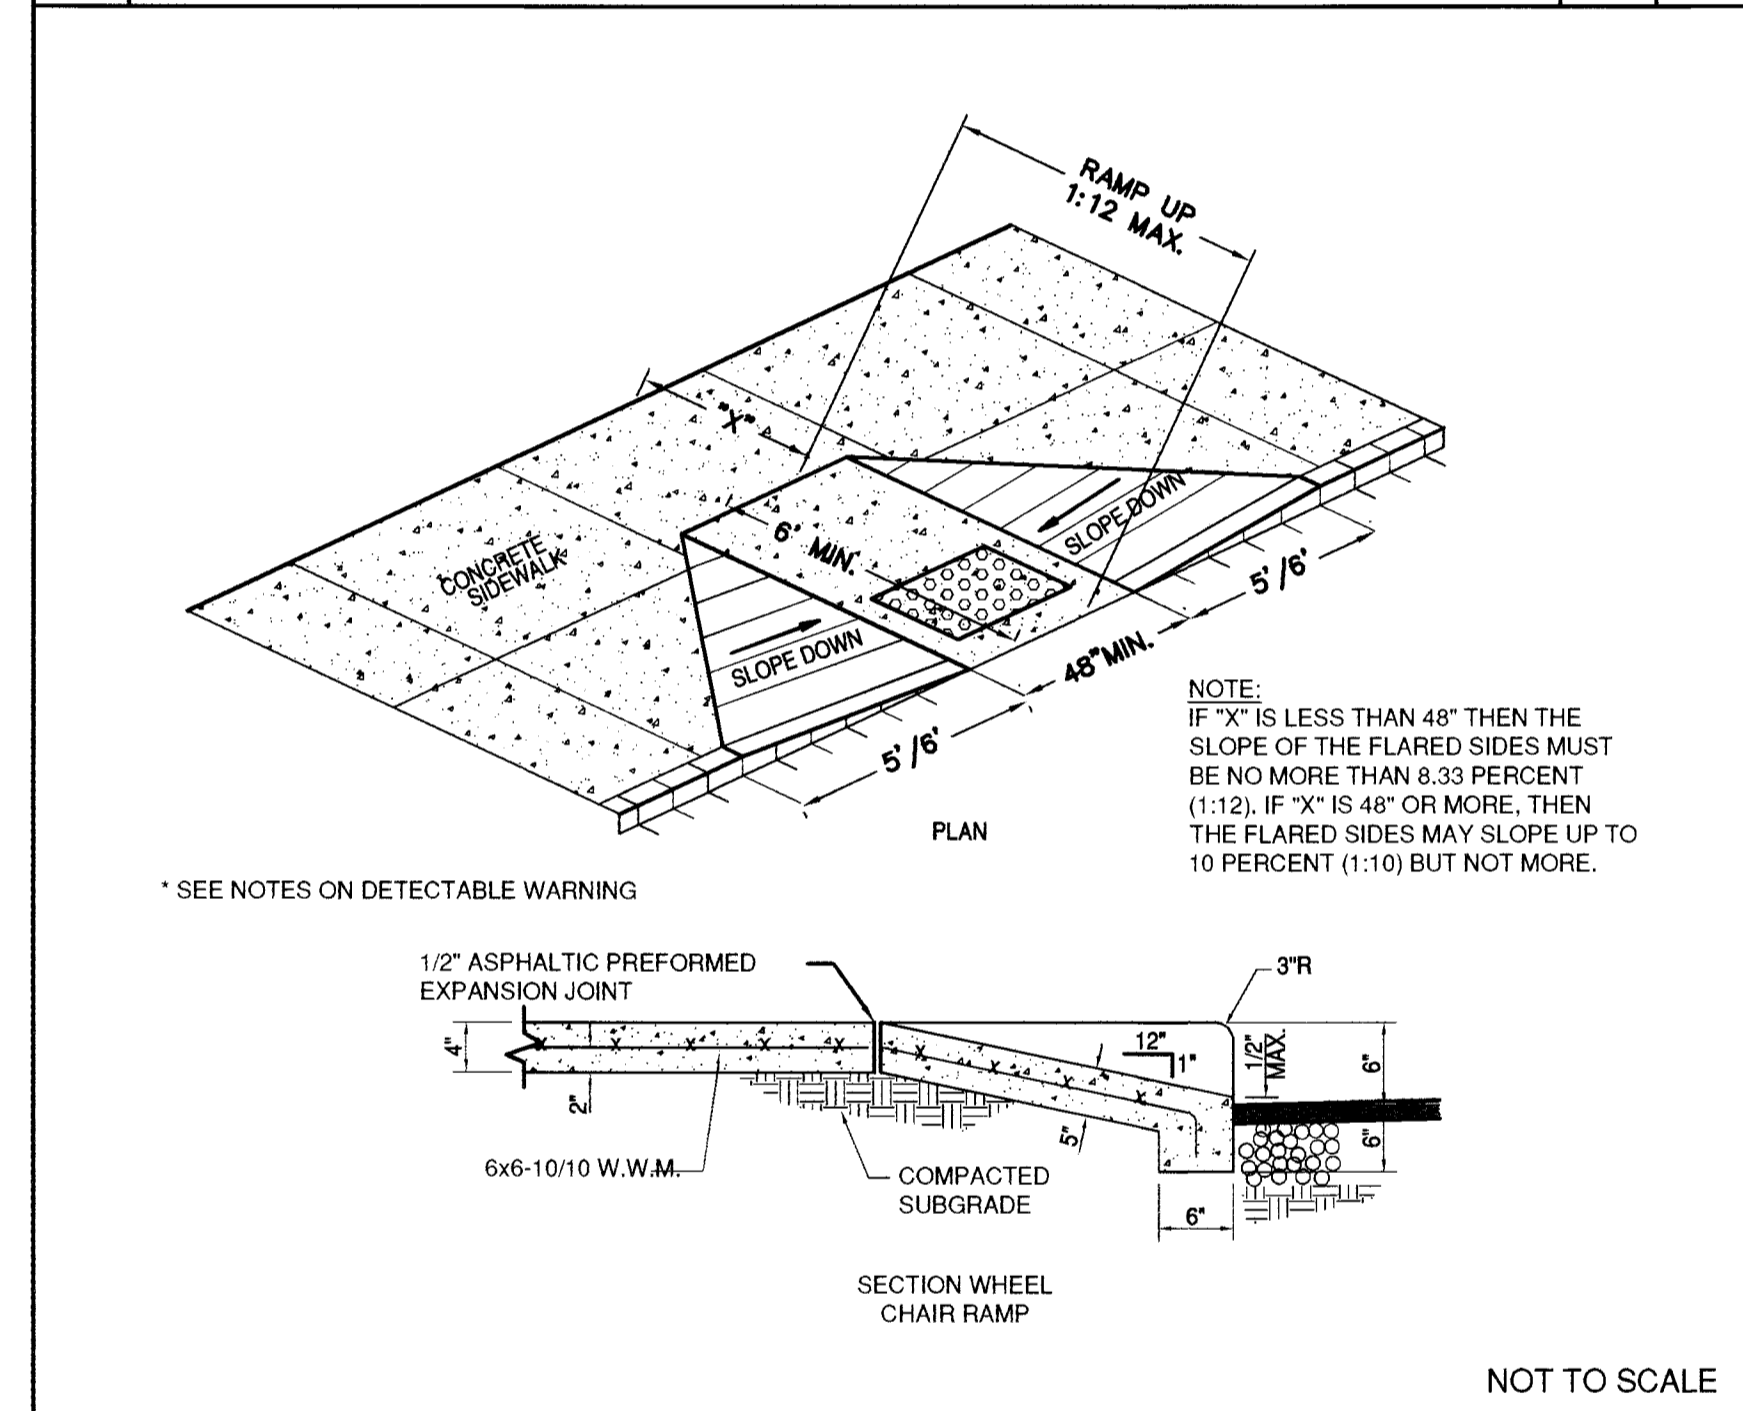 RAMP UP
1:12 MAX.
"X"
6' MIN.
CONCRETE
SIDEWALK
SLOPE DOWN
SLOPE DOWN
5' /6'
48" MIN.
5' /6'
NOTE:
IF "X" IS LESS THAN 48" THEN THE
SLOPE OF THE FLARED SIDES MUST
BE NO MORE THAN 8.33 PERCENT
(1:12). IF "X" IS 48" OR MORE, THEN
THE FLARED SIDES MAY SLOPE UP TO
10 PERCENT (1:10) BUT NOT MORE.
PLAN
* SEE NOTES ON DETECTABLE WARNING
1/2" ASPHALTIC PREFORMED
EXPANSION JOINT
3"R
4"
X X X X X
X X X X
12"
1"
1/2"
MAX.
6"
2"
5"
6"
6x6-10/10 W.W.M.
COMPACTED
SUBGRADE
6"
SECTION WHEEL
CHAIR RAMP
NOT TO SCALE